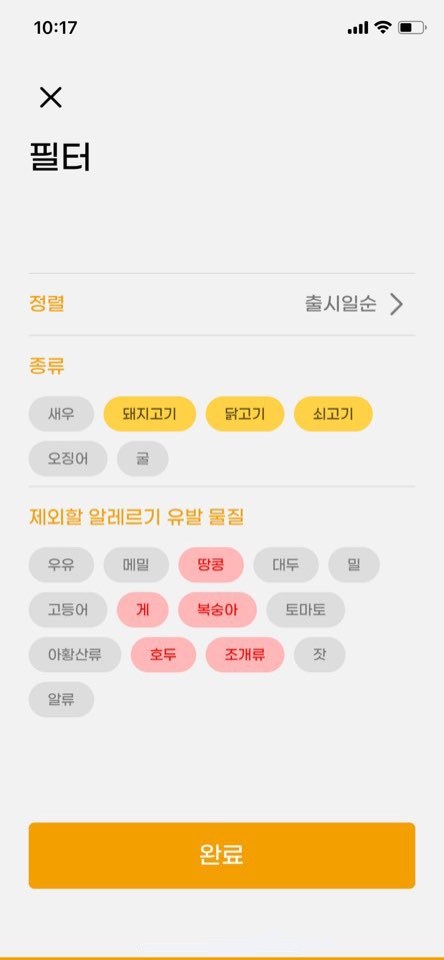 10:17
필터
정렬 출시일순
종류
새우 돼지고기 닭고기 쇠고기
오징어 굴
제외할 알레르기 유발 물질
우유 메밀 땅콩 대두 밀
고등어 게 복숭아 토마토
아황산류 호두 조개류 잣
알류
완료